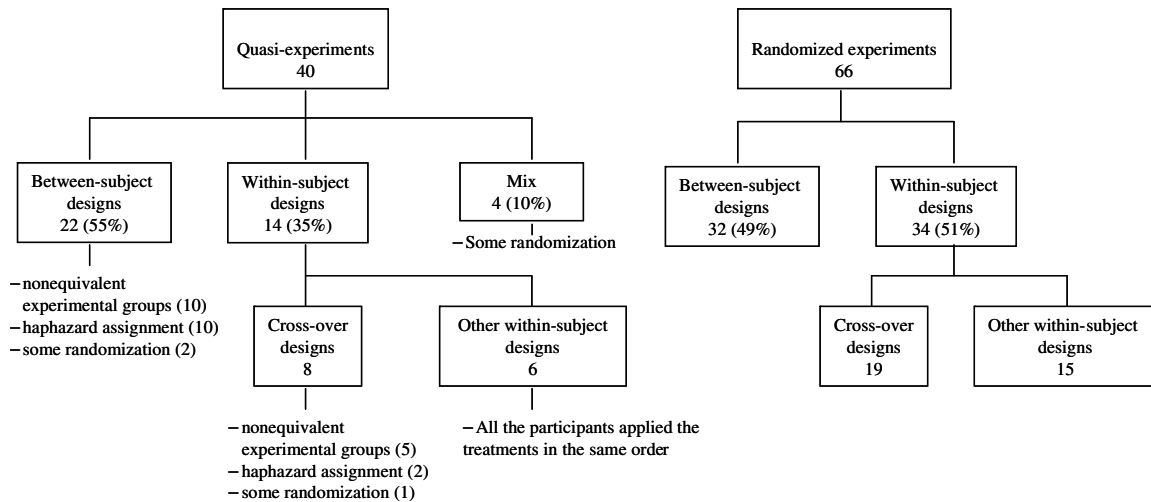 Quasi-experiments
40
Between-subject
designs
22 (55%)
– nonequivalent
experimental groups (10)
– haphazard assignment (10)
– some randomization (2)
Within-subject
designs
14 (35%)
Mix
4 (10%)
– Some randomization
Cross-over
designs
8
– nonequivalent
experimental groups (5)
– haphazard assignment (2)
– some randomization (1)
Other within-subject
designs
6
– All the participants applied the
treatments in the same order
Randomized experiments
66
Between-subject
designs
32 (49%)
Within-subject
designs
34 (51%)
Cross-over
designs
19
Other within-subject
designs
15